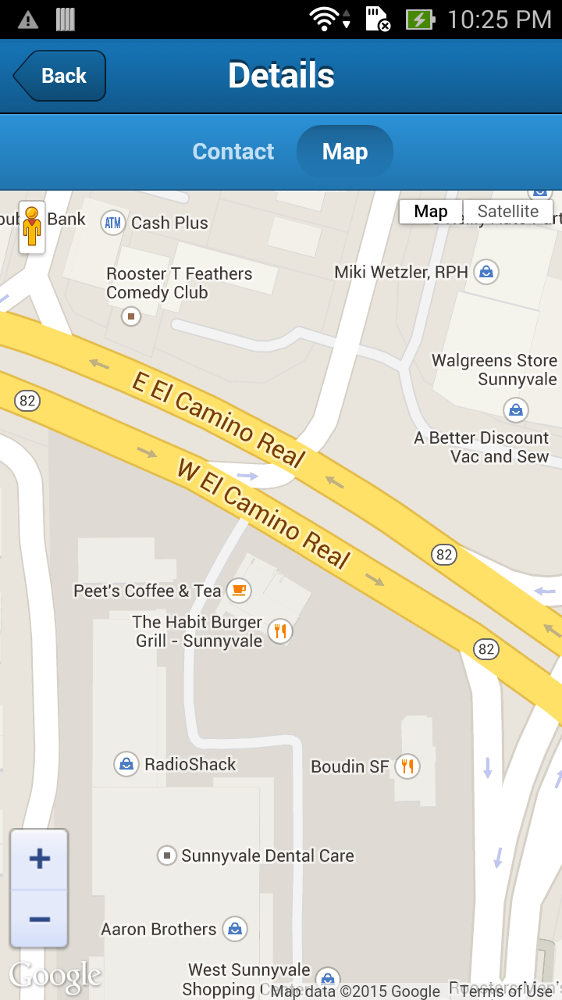 10:25 PM
Back
Details
Contact
Map
Map
Satellite
Bank
ATM
Cash Plus
Rooster T Feathers
Comedy Club
Miki Wetzler, RPH
Walgreens Store
Sunnyvale
82
E El Camino Real
A Better Discount
Vac and Sew
W El Camino Real
82
Peet's Coffee & Tea
The Habit Burger
Grill - Sunnyvale
82
RadioShack
Boudin SF
Sunnyvale Dental Care
+
−
Aaron Brothers
West Sunnyvale
Shopping Center
Google
Map data ©2015 Google
Terms of Use